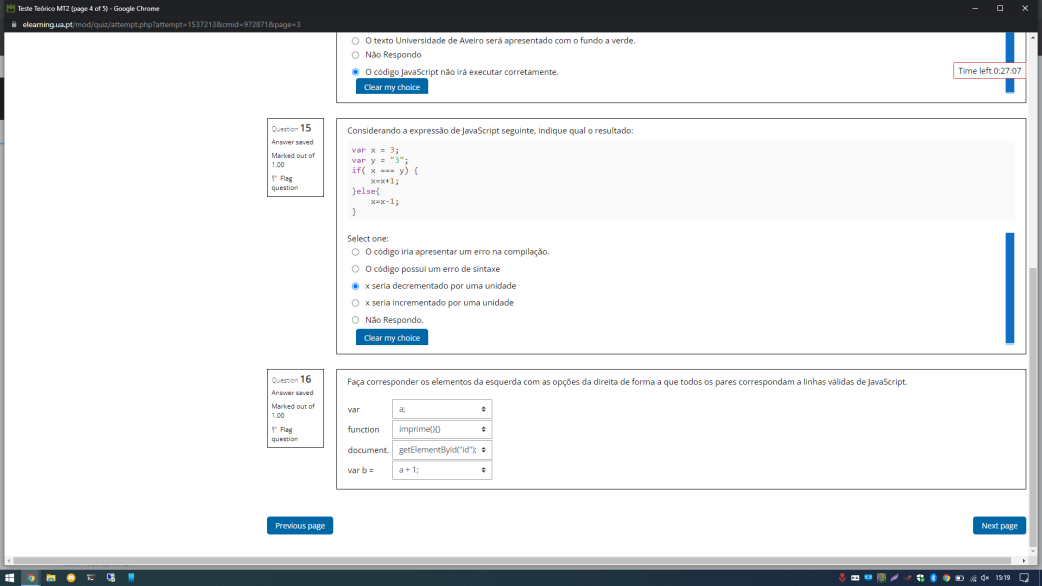 Teste Teórico MT2 (page 4 of 5) - Google Chrome
elearning.ua.pt/mod/quiz/attempt.php?attempt=1537213&cmid=972871&page=3
O texto Universidade de Aveiro será apresentado com o fundo a verde.
Não Respondo
O código JavaScript não irá executar corretamente.
Clear my choice
Time left 0:27:07
Question 15
Answer saved
Marked out of
1.00
Flag
question
Considerando a expressão de JavaScript seguinte, indique qual o resultado:
var x = 3;
var y = "3";
if( x === y) {
x=x+1;
}else{
x=x-1;
}
Select one:
O código iria apresentar um erro na compilação.
O código possui um erro de sintaxe
x seria decrementado por uma unidade
x seria incrementado por uma unidade
Não Respondo.
Clear my choice
Question 16
Answer saved
Marked out of
1.00
Flag
question
Faça corresponder os elementos da esquerda com as opções da direita de forma a que todos os pares correspondam a linhas válidas de JavaScript.
var a;
function imprime(){}
document. getElementById("id");
var b = a + 1;
Previous page
Next page
15:19